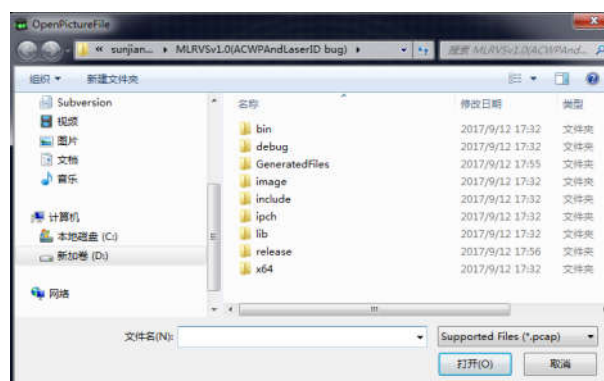 OpenPictureFile
« sunjian... ▸ MLRVSv1.0(ACWPAndLaserID bug) ▸
搜索 MLRVSv1.0(ACWPAnd...
组织 新建文件夹
Subversion
视频
图片
文档
音乐
计算机
本地磁盘 (C:)
新加卷 (D:)
网络
名称 修改日期 类型
bin 2017/9/12 17:32 文件夹
debug 2017/9/12 17:32 文件夹
GeneratedFiles 2017/9/12 17:55 文件夹
image 2017/9/12 17:32 文件夹
include 2017/9/12 17:32 文件夹
ipch 2017/9/12 17:32 文件夹
lib 2017/9/12 17:32 文件夹
release 2017/9/12 17:56 文件夹
x64 2017/9/12 17:32 文件夹
文件名(N): Supported Files (*.pcap)
打开(O) 取消